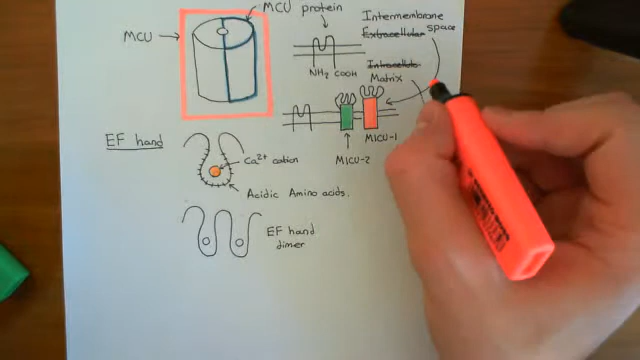 MCU protein
MCU
NH2 COOH
Intermembrane
Extracellular space
Intracellula
Matrix
MICU-1
MICU-2
EF hand
Ca2+ cation
Acidic Amino acids.
EF hand
dimer